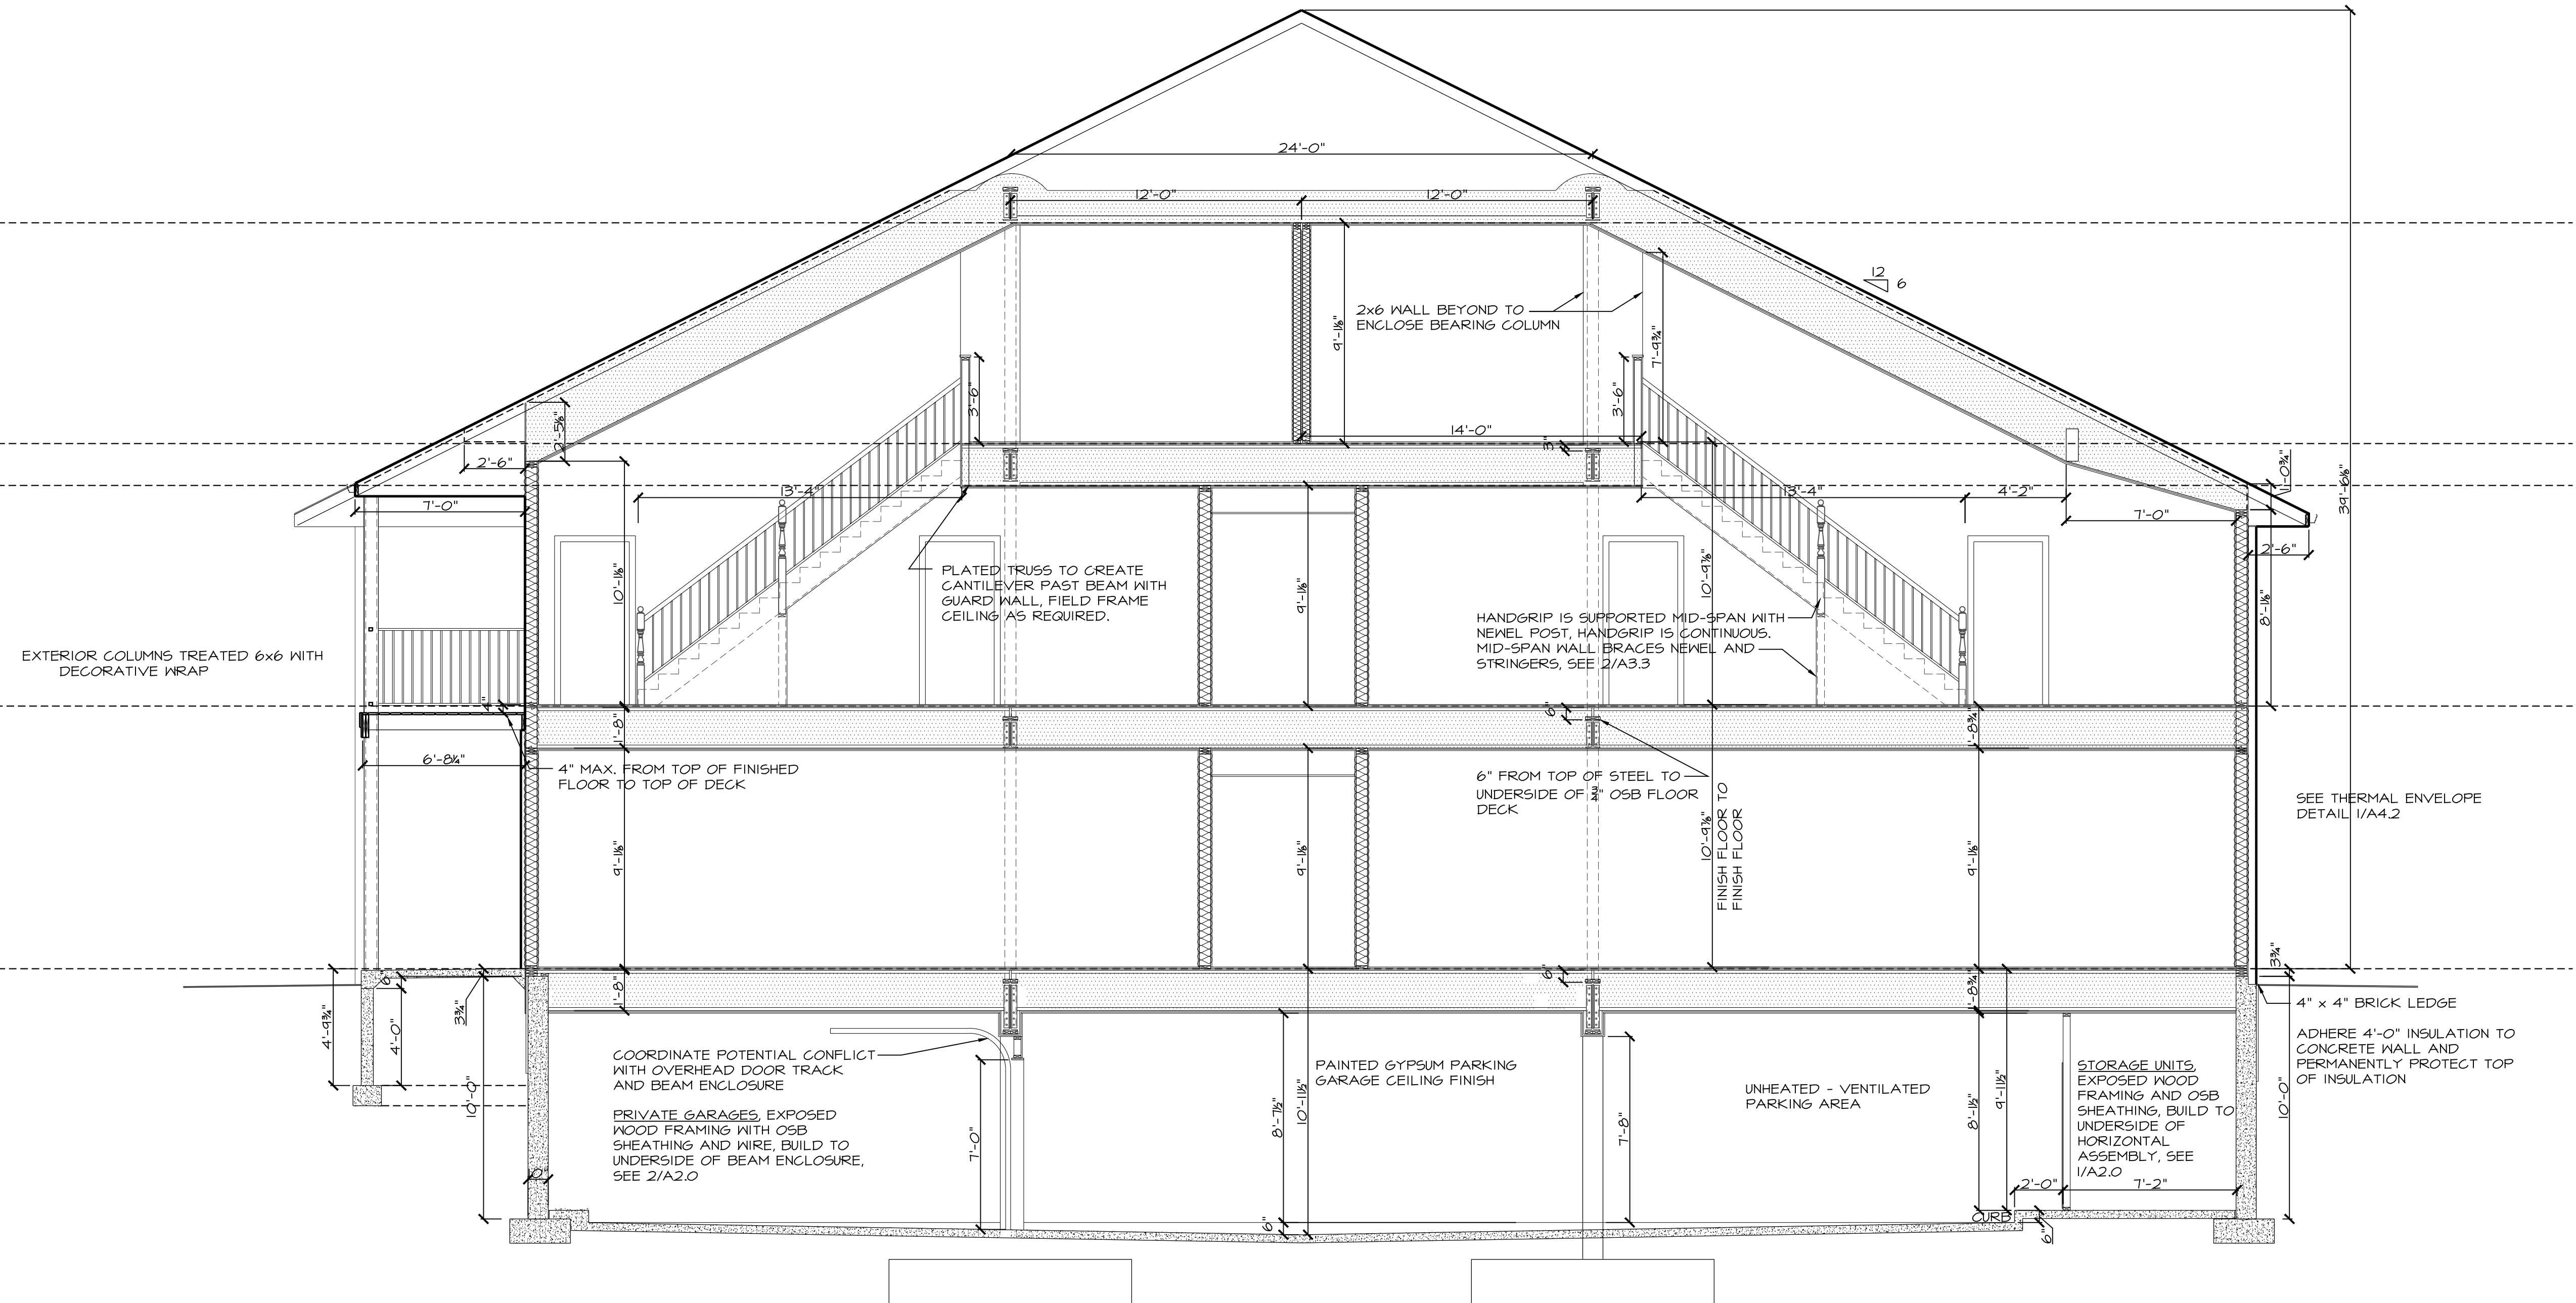 24'-0"
12'-0"
12'-0"
12
6
2x6 WALL BEYOND TO
ENCLOSE BEARING COLUMN
9'-1⅛"
7'-9¾"
3'-6"
3'-6"
14'-0"
3"
2'-5⅛"
2'-6"
7'-0"
13'-4"
13'-4"
4'-2"
7'-0"
1'-0¾"
39'-6⅛"
2'-6"
10'-1⅛"
9'-1⅛"
10'-9⅞"
8'-1⅛"
PLATED TRUSS TO CREATE
CANTILEVER PAST BEAM WITH
GUARD WALL, FIELD FRAME
CEILING AS REQUIRED.
HANDGRIP IS SUPPORTED MID-SPAN WITH
NEWEL POST, HANDGRIP IS CONTINUOUS.
MID-SPAN WALL BRACES NEWEL AND
STRINGERS, SEE 2/A3.3
EXTERIOR COLUMNS TREATED 6x6 WITH
DECORATIVE WRAP
4"
1'-8"
6"
1'-8¾"
6'-8¼"
4" MAX. FROM TOP OF FINISHED
FLOOR TO TOP OF DECK
6" FROM TOP OF STEEL TO
UNDERSIDE OF ¾" OSB FLOOR
DECK
SEE THERMAL ENVELOPE
DETAIL 1/A4.2
9'-1⅛"
9'-1⅛"
10'-9⅞"
FINISH FLOOR TO
FINISH FLOOR
9'-1⅛"
3¾"
6"
1'-8"
6"
1'-8¾"
4'-9¾"
4'-0"
3¾"
10'-0"
4" x 4" BRICK LEDGE
ADHERE 4'-0" INSULATION TO
CONCRETE WALL AND
PERMANENTLY PROTECT TOP
OF INSULATION
COORDINATE POTENTIAL CONFLICT
WITH OVERHEAD DOOR TRACK
AND BEAM ENCLOSURE
PRIVATE GARAGES, EXPOSED
WOOD FRAMING WITH OSB
SHEATHING AND WIRE, BUILD TO
UNDERSIDE OF BEAM ENCLOSURE,
SEE 2/A2.0
PAINTED GYPSUM PARKING
GARAGE CEILING FINISH
UNHEATED - VENTILATED
PARKING AREA
STORAGE UNITS,
EXPOSED WOOD
FRAMING AND OSB
SHEATHING, BUILD TO
UNDERSIDE OF
HORIZONTAL
ASSEMBLY, SEE
1/A2.0
7'-0"
8'-7½"
10'-11½"
7'-8"
8'-1½"
9'-11½"
10'-0"
10"
2'-0"
7'-2"
6"
CURB
6"